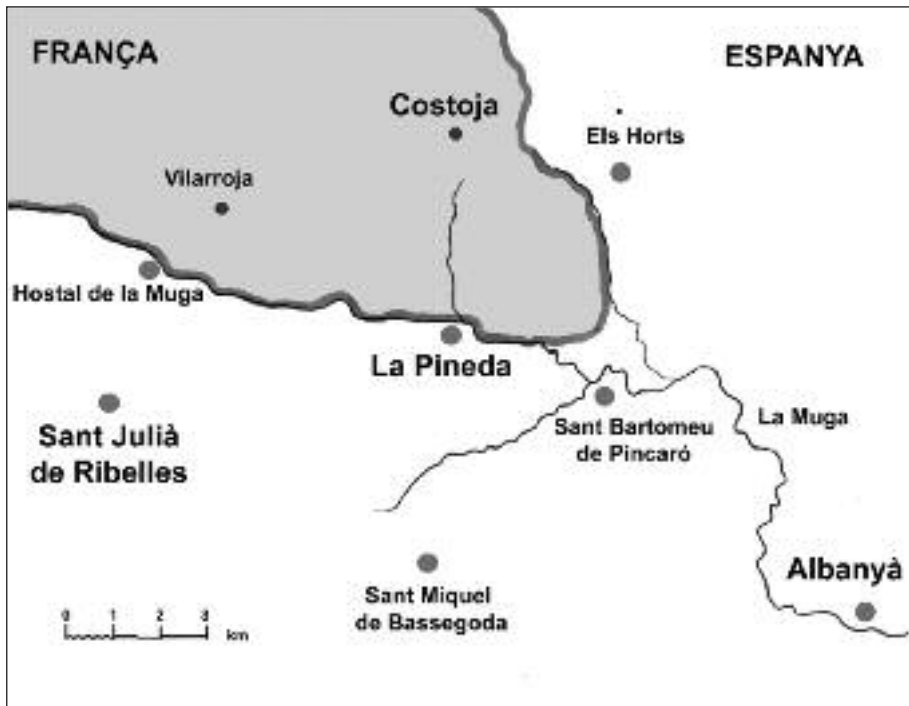 FRANÇA
ESPANYA
Costoja
Els Horts
Vilarroja
Hostal de la Muga
La Pineda
Sant Julià
de Ribelles
La Muga
Sant Bartomeu
de Pincaró
Albanyà
Sant Miquel
de Bassegoda
0 1 2 3
km